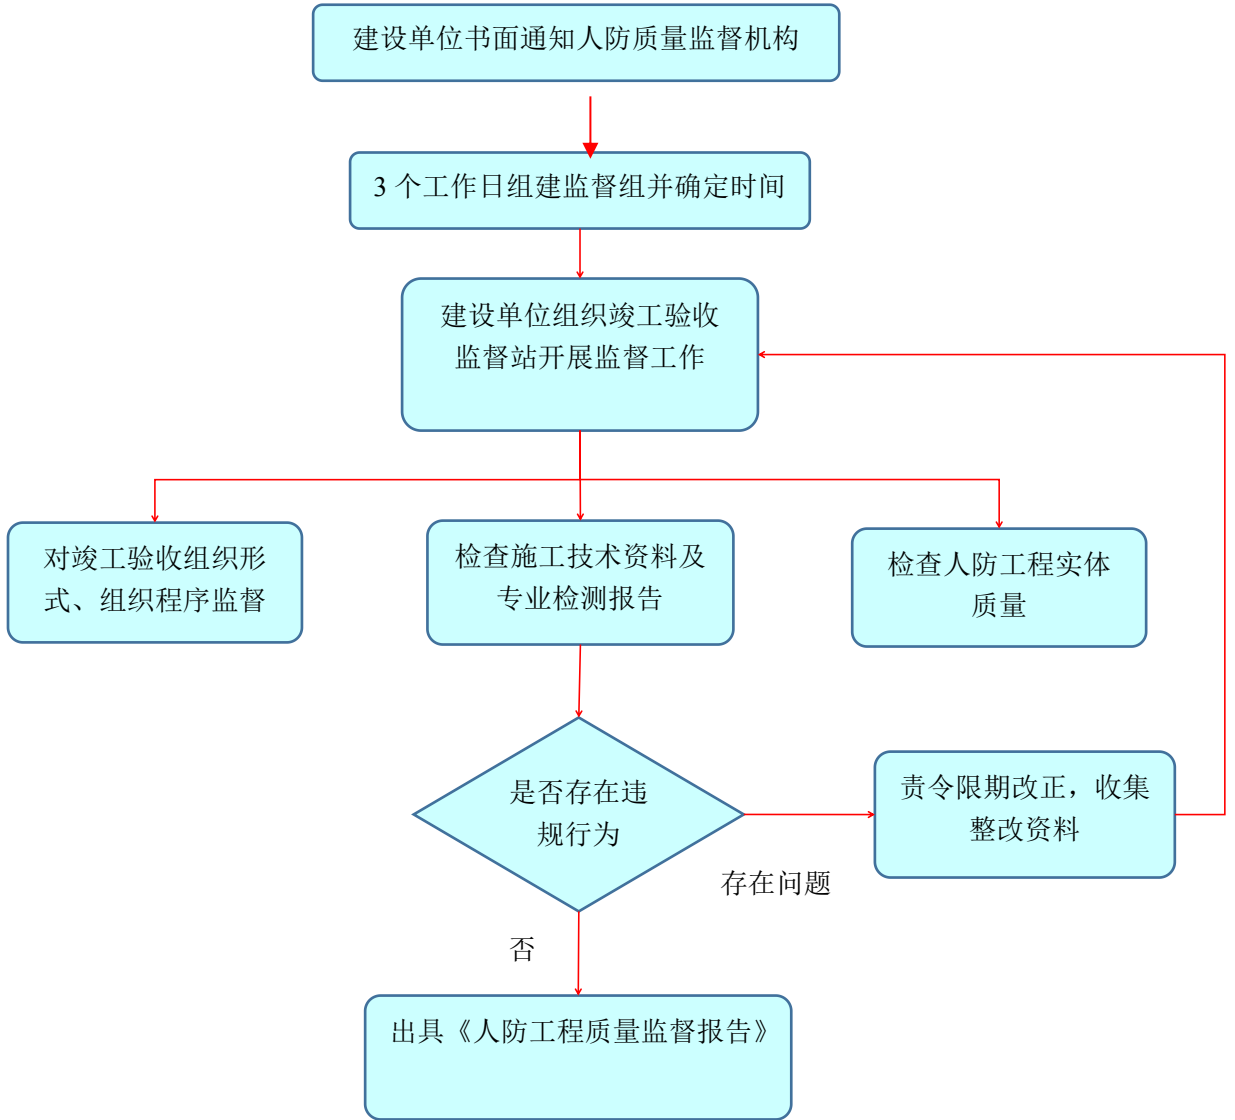 建设单位书面通知人防质量监督机构
3 个工作日组建监督组并确定时间
建设单位组织竣工验收
监督站开展监督工作
对竣工验收组织形
式、组织程序监督
检查施工技术资料及
专业检测报告
检查人防工程实体
质量
是否存在违
规行为
责令限期改正，收集
整改资料
存在问题
否
出具《人防工程质量监督报告》